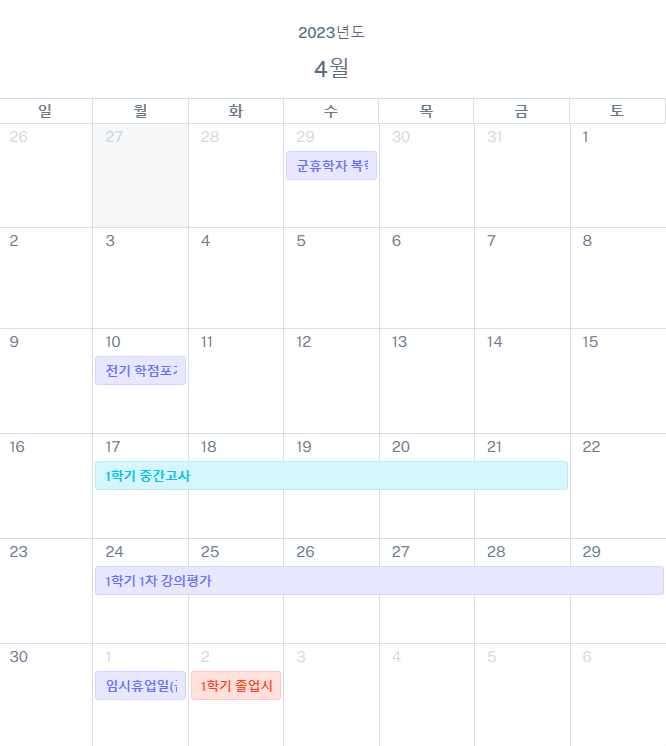 2023년도
4월
일 월 화 수 목 금 토
26 27 28 29 30 31 1
군휴학자 복
2 3 4 5 6 7 8
9 10 11 12 13 14 15
전기 학점포
16 17 18 19 20 21 22
1학기 중간고사
23 24 25 26 27 28 29
1학기 1차 강의평가
30 1 2 3 4 5 6
임시휴업일( 1학기 졸업시